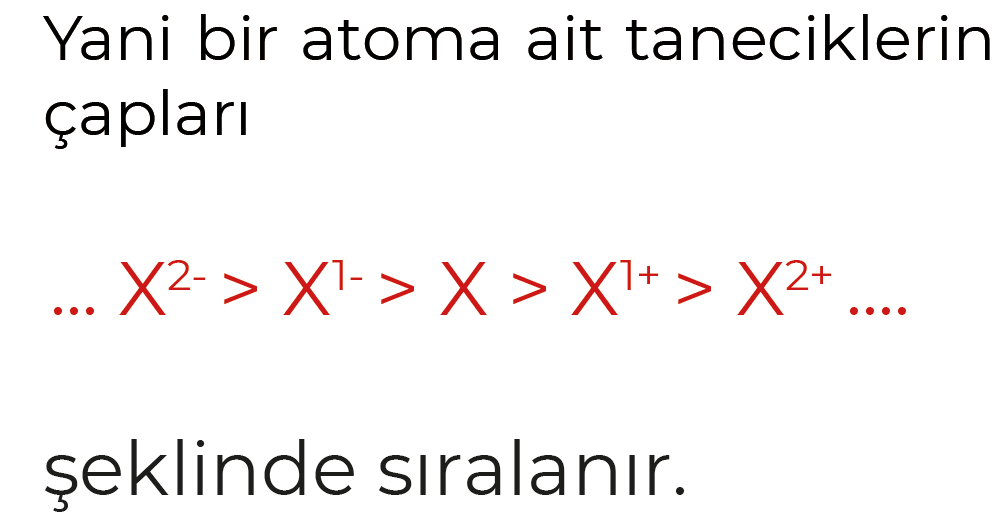 Yani bir atoma ait taneciklerin
çapları
... X²⁻ > X¹⁻ > X > X¹⁺ > X²⁺ ....
şeklinde sıralanır.